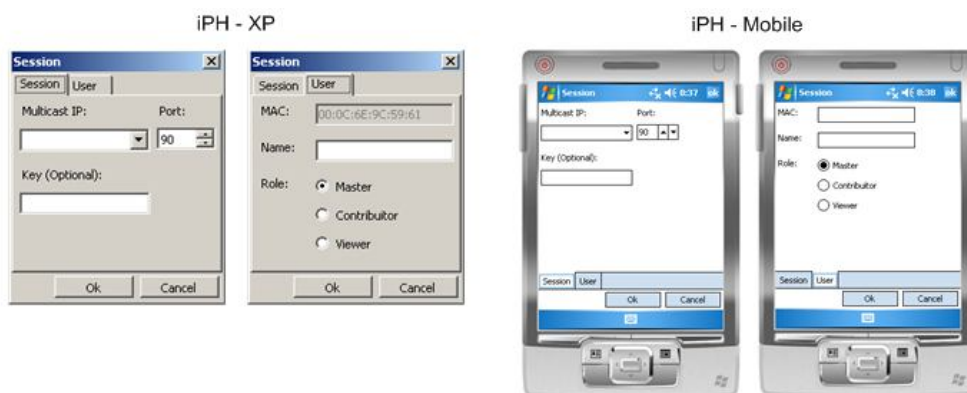 iPH - XP
iPH - Mobile
Session
Session User
Multicast IP: Port:
90
Key (Optional):
Ok Cancel
Session
Session User
MAC: 00:0C:6E:9C:59:61
Name:
Role: Master
Contribuitor
Viewer
Ok Cancel
Session 8:37 ok
Multicast IP: Port:
90
Key (Optional):
Session User
Ok Cancel
Session 8:38 ok
MAC:
Name:
Role: Master
Contribuitor
Viewer
Session User
Ok Cancel